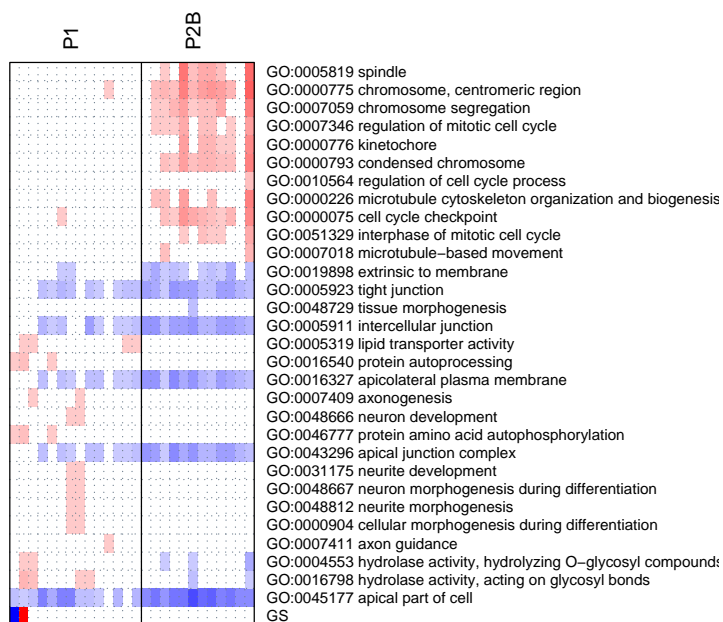 P1 P2B
GO:0005819 spindle
GO:0000775 chromosome, centromeric region
GO:0007059 chromosome segregation
GO:0007346 regulation of mitotic cell cycle
GO:0000776 kinetochore
GO:0000793 condensed chromosome
GO:0010564 regulation of cell cycle process
GO:0000226 microtubule cytoskeleton organization and biogenesis
GO:0000075 cell cycle checkpoint
GO:0051329 interphase of mitotic cell cycle
GO:0007018 microtubule−based movement
GO:0019898 extrinsic to membrane
GO:0005923 tight junction
GO:0048729 tissue morphogenesis
GO:0005911 intercellular junction
GO:0005319 lipid transporter activity
GO:0016540 protein autoprocessing
GO:0016327 apicolateral plasma membrane
GO:0007409 axonogenesis
GO:0048666 neuron development
GO:0046777 protein amino acid autophosphorylation
GO:0043296 apical junction complex
GO:0031175 neurite development
GO:0048667 neuron morphogenesis during differentiation
GO:0048812 neurite morphogenesis
GO:0000904 cellular morphogenesis during differentiation
GO:0007411 axon guidance
GO:0004553 hydrolase activity, hydrolyzing O−glycosyl compounds
GO:0016798 hydrolase activity, acting on glycosyl bonds
GO:0045177 apical part of cell
GS